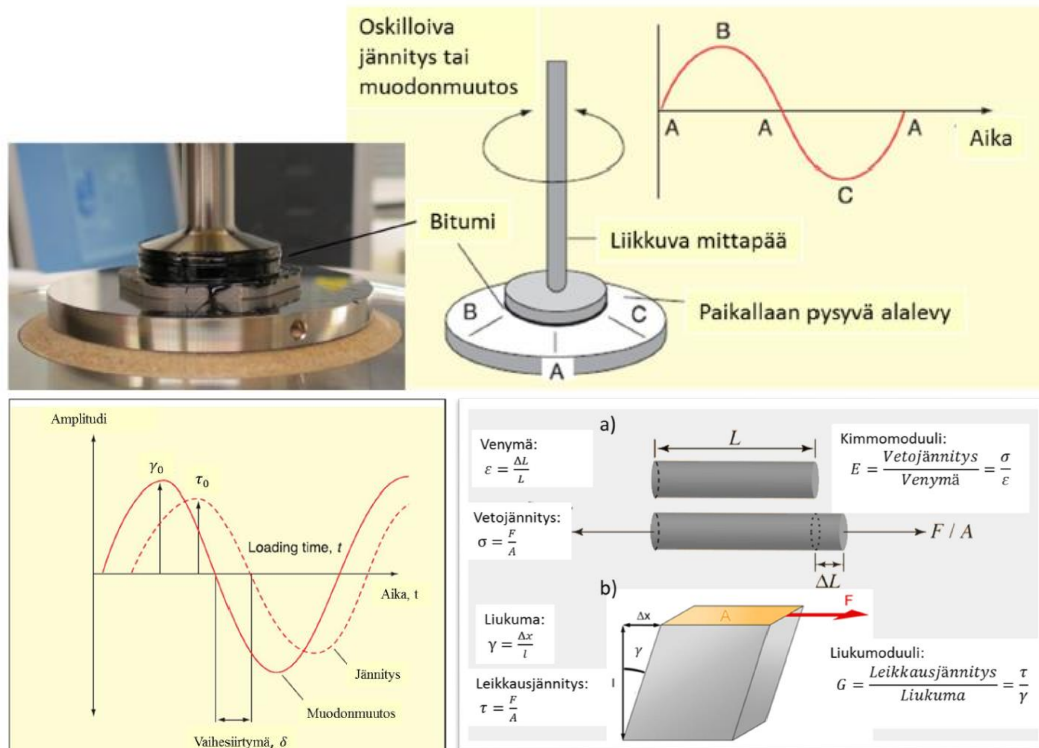 Oskilloiva
jännitys tai
muodonmuutos
B
A
A
A
Aika
C
Bitumi
Liikkuva mittapää
B
C
Paikallaan pysyvä alalevy
A
Amplitudi
γ₀
τ₀
Loading time, t
Aika, t
Jännitys
Muodonmuutos
Vaihesiirtymä, δ
a)
Venymä:
ε = ΔL/L
L
Kimmomoduuli:
E = Vetojännitys/Venymä = σ/ε
Vetojännitys:
σ = F/A
F / A
ΔL
b)
Δx
A
F
Liukuma:
γ = Δx/l
γ
l
Leikkausjännitys:
τ = F/A
Liukumoduuli:
G = Leikkausjännitys/Liukuma = τ/γ